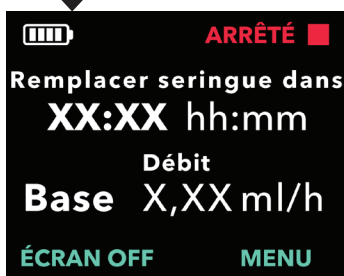 ARRÊTÉ
Remplacer seringue dans
XX:XX hh:mm
Débit
Base X,XX ml/h
ÉCRAN OFF MENU